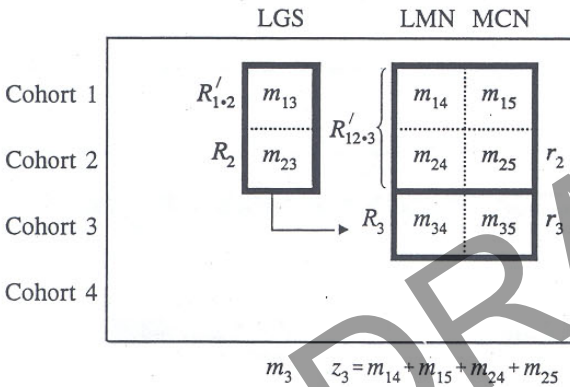 LGS LMN MCN
Cohort 1 R′1•2 m13 m14 m15
R′12•3
Cohort 2 R2 m23 m24 m25 r2
Cohort 3 R3 m34 m35 r3
Cohort 4
m3 z3 = m14 + m15 + m24 + m25